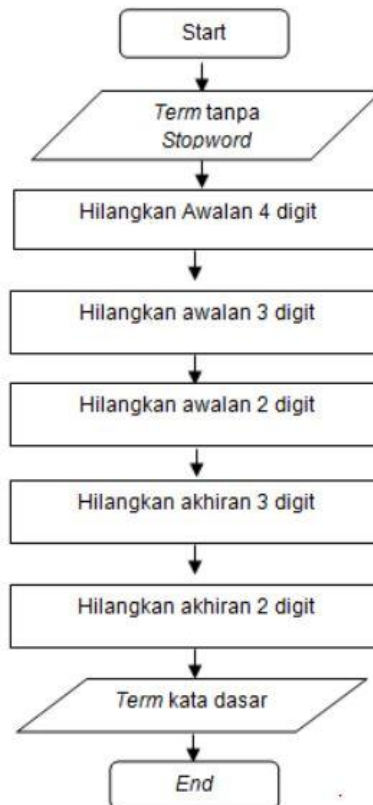 Start
Term tanpa
Stopword
Hilangkan Awalan 4 digit
Hilangkan awalan 3 digit
Hilangkan awalan 2 digit
Hilangkan akhiran 3 digit
Hilangkan akhiran 2 digit
Term kata dasar
End